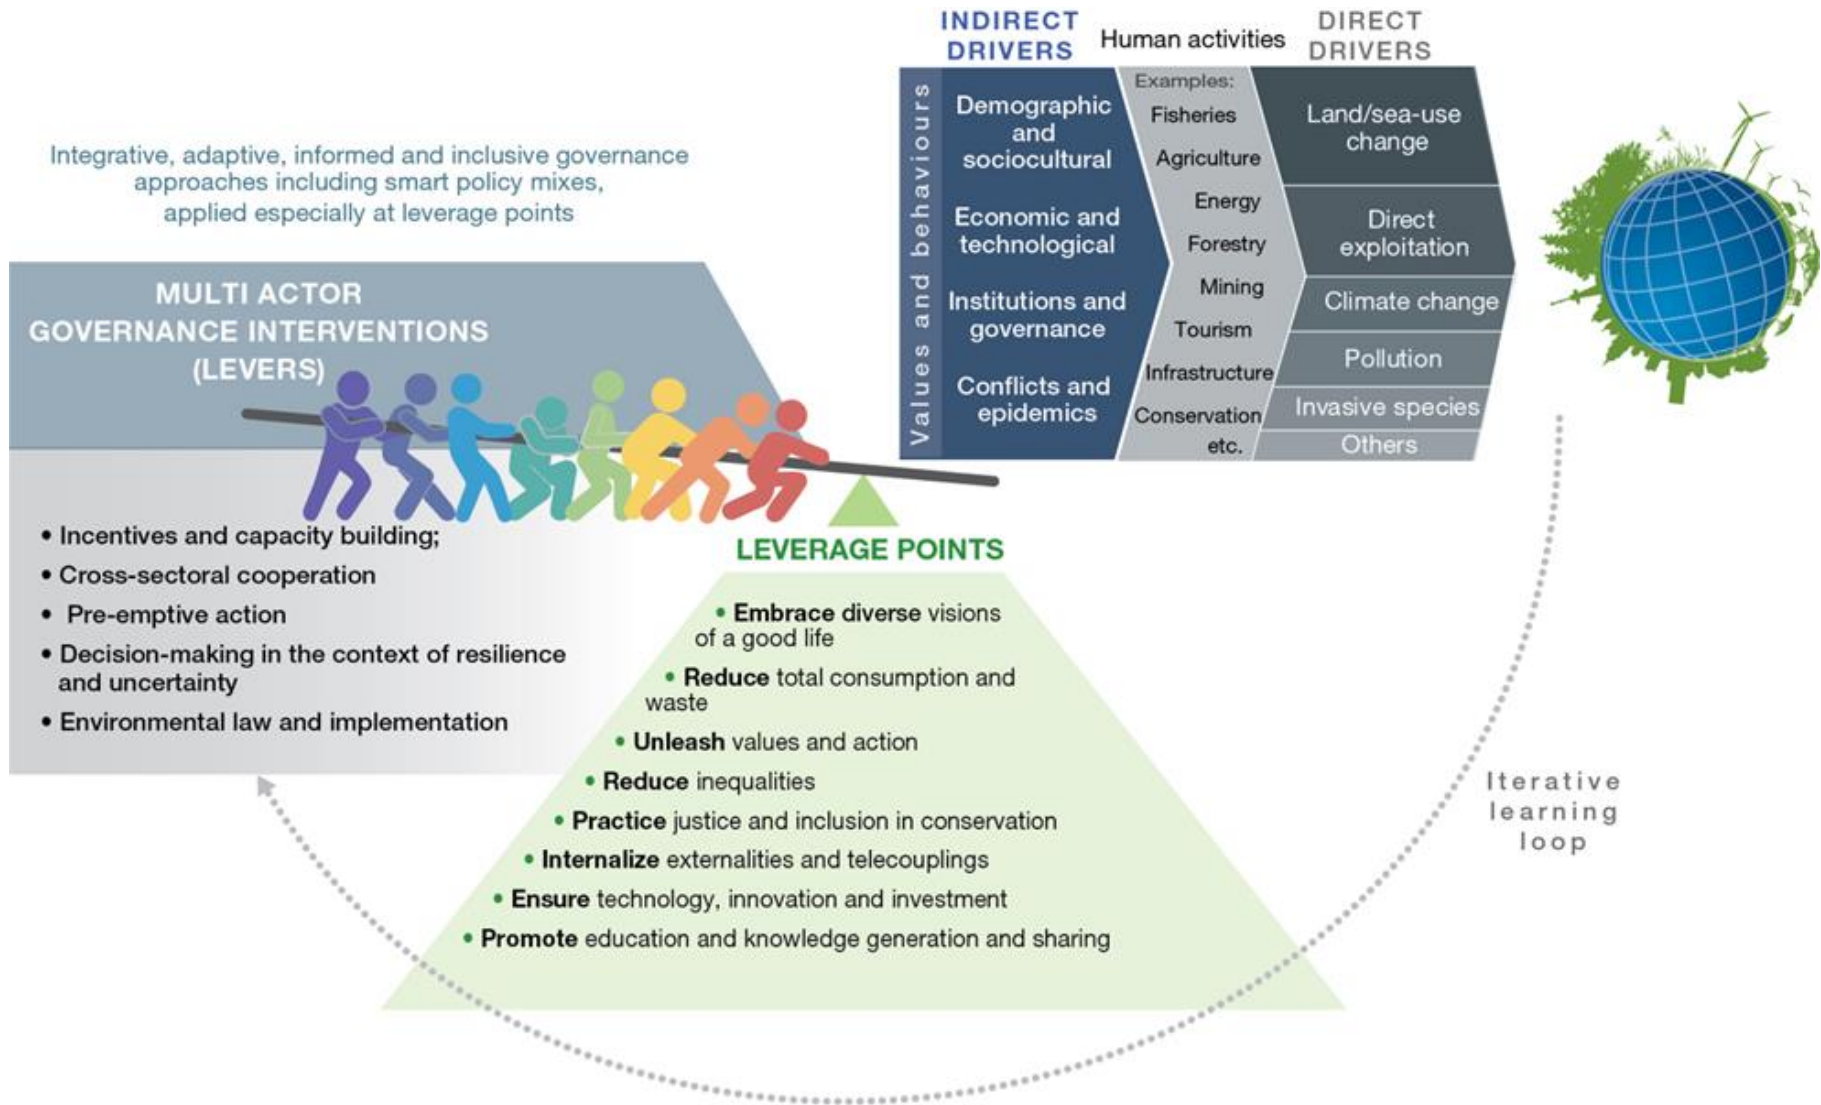 Integrative, adaptive, informed and inclusive governance
approaches including smart policy mixes,
applied especially at leverage points
MULTI ACTOR
GOVERNANCE INTERVENTIONS
(LEVERS)
• Incentives and capacity building;
• Cross-sectoral cooperation
• Pre-emptive action
• Decision-making in the context of resilience
and uncertainty
• Environmental law and implementation
LEVERAGE POINTS
• Embrace diverse visions
of a good life
• Reduce total consumption and
waste
• Unleash values and action
• Reduce inequalities
• Practice justice and inclusion in conservation
• Internalize externalities and telecouplings
• Ensure technology, innovation and investment
• Promote education and knowledge generation and sharing
INDIRECT
DRIVERS
Values and behaviours
Demographic
and
sociocultural
Economic and
technological
Institutions and
governance
Conflicts and
epidemics
Human activities
Examples:
Fisheries
Agriculture
Energy
Forestry
Mining
Tourism
Infrastructure
Conservation
etc.
DIRECT
DRIVERS
Land/sea-use
change
Direct
exploitation
Climate change
Pollution
Invasive species
Others
Iterative
learning
loop